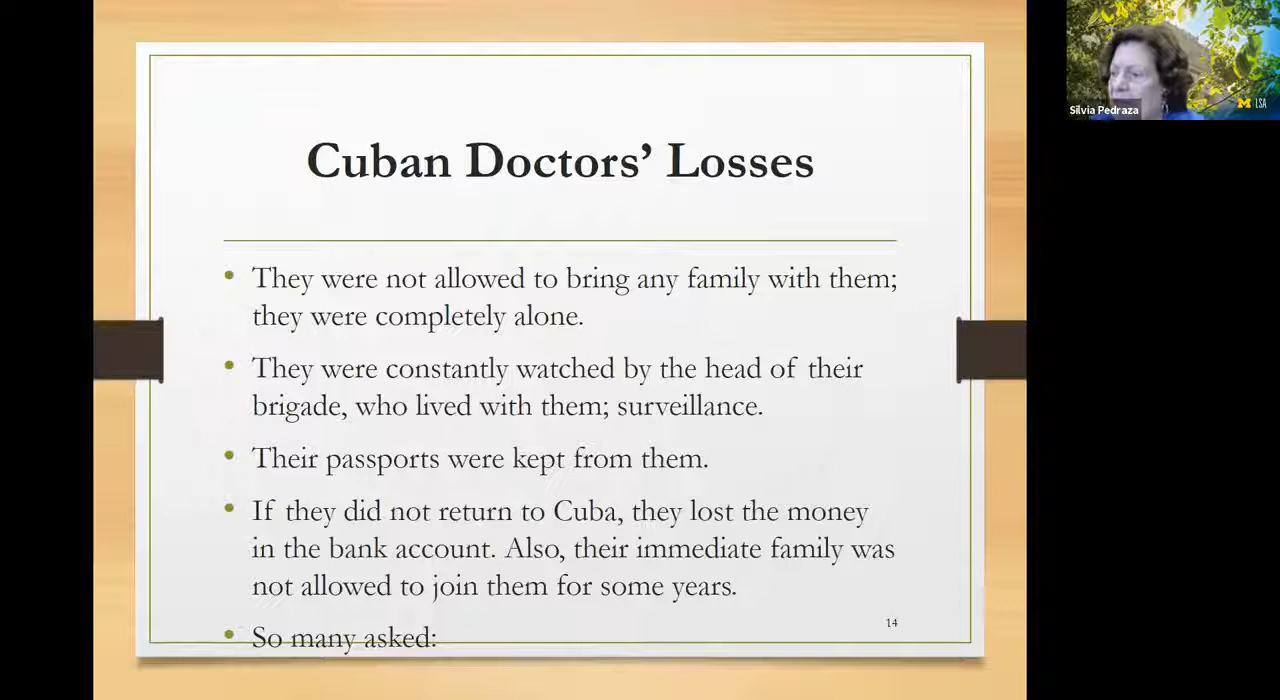 Cuban Doctors’ Losses
• They were not allowed to bring any family with them;
they were completely alone.
• They were constantly watched by the head of their
brigade, who lived with them; surveillance.
• Their passports were kept from them.
• If they did not return to Cuba, they lost the money
in the bank account. Also, their immediate family was
not allowed to join them for some years.
• So many asked:
14
Silvia Pedraza
M LSA